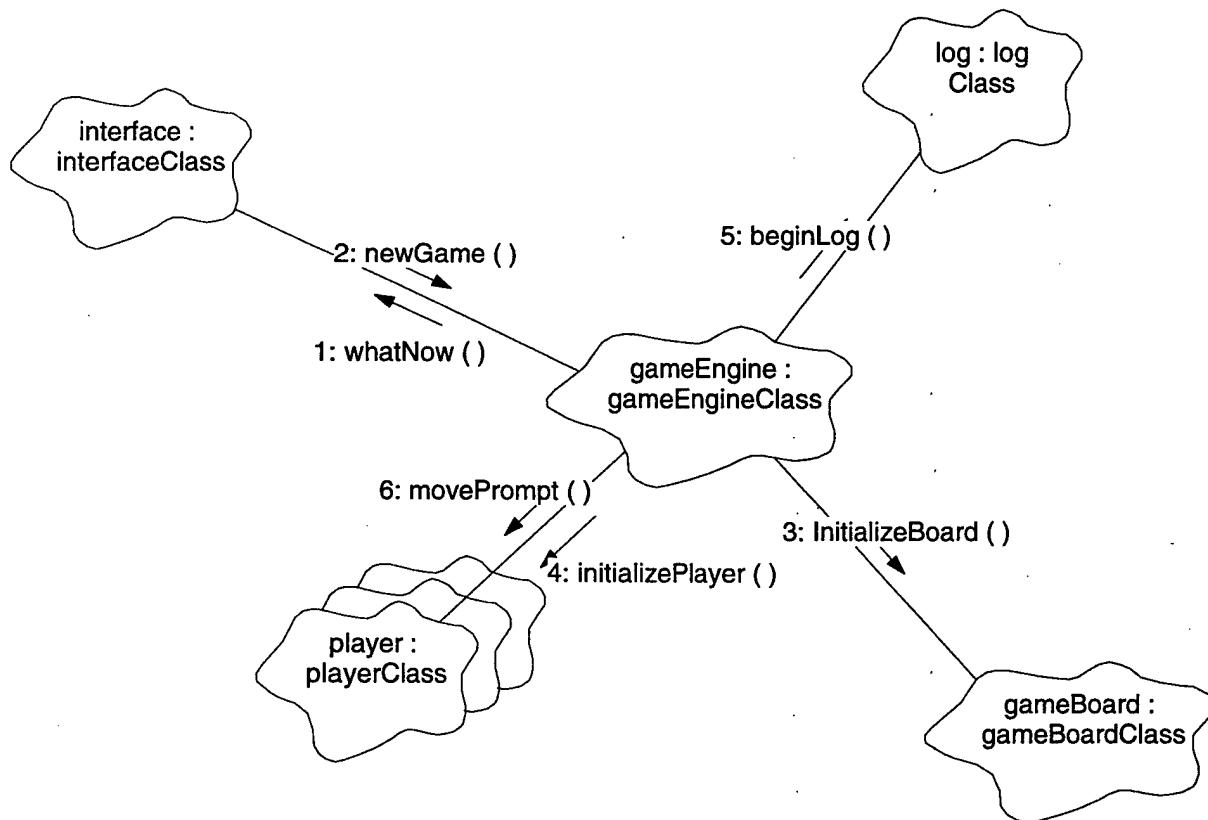 log : log
Class
interface :
interfaceClass
5: beginLog ( )
2: newGame ( )
1: whatNow ( )
gameEngine :
gameEngineClass
6: movePrompt ( )
3: InitializeBoard ( )
4: initializePlayer ( )
player :
playerClass
gameBoard :
gameBoardClass